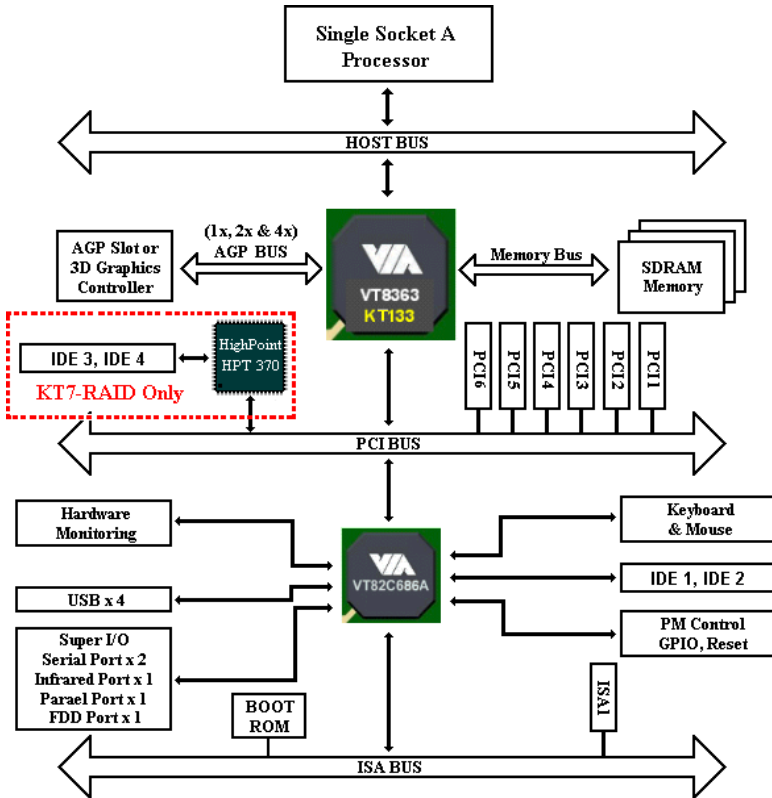 Single Socket A
Processor
HOST BUS
(1x, 2x & 4x)
AGP BUS
AGP Slot or
3D Graphics
Controller
VIA
VT8363
KT133
Memory Bus
SDRAM
Memory
IDE 3, IDE 4
HighPoint
HPT 370
KT7-RAID Only
PCI6
PCI5
PCI4
PCI3
PCI2
PCI1
PCI BUS
Hardware
Monitoring
Keyboard
& Mouse
VIA
VT82C686A
USB x 4
IDE 1, IDE 2
Super I/O
Serial Port x 2
Infrared Port x 1
Parael Port x 1
FDD Port x 1
PM Control
GPIO, Reset
BOOT
ROM
ISA1
ISA BUS